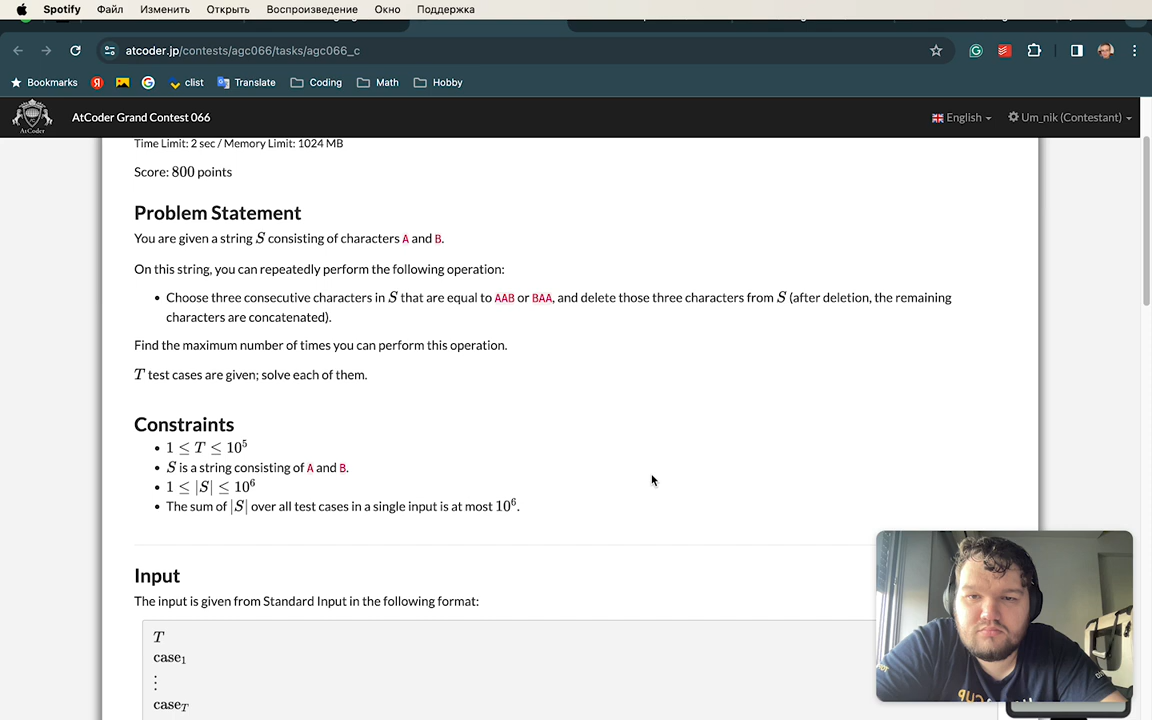 Spotify Файл Изменить Открыть Воспроизведение Окно Поддержка
atcoder.jp/contests/agc066/tasks/agc066_c
Bookmarks clist Translate Coding Math Hobby
AtCoder Grand Contest 066 English Um_nik (Contestant)
Time Limit: 2 sec / Memory Limit: 1024 MB
Score: 800 points
Problem Statement
You are given a string S consisting of characters A and B.
On this string, you can repeatedly perform the following operation:
• Choose three consecutive characters in S that are equal to AAB or BAA, and delete those three characters from S (after deletion, the remaining
characters are concatenated).
Find the maximum number of times you can perform this operation.
T test cases are given; solve each of them.
Constraints
• 1 ≤ T ≤ 10⁵
• S is a string consisting of A and B.
• 1 ≤ |S| ≤ 10⁶
• The sum of |S| over all test cases in a single input is at most 10⁶.
Input
The input is given from Standard Input in the following format:
T
case₁
⋮
case_T